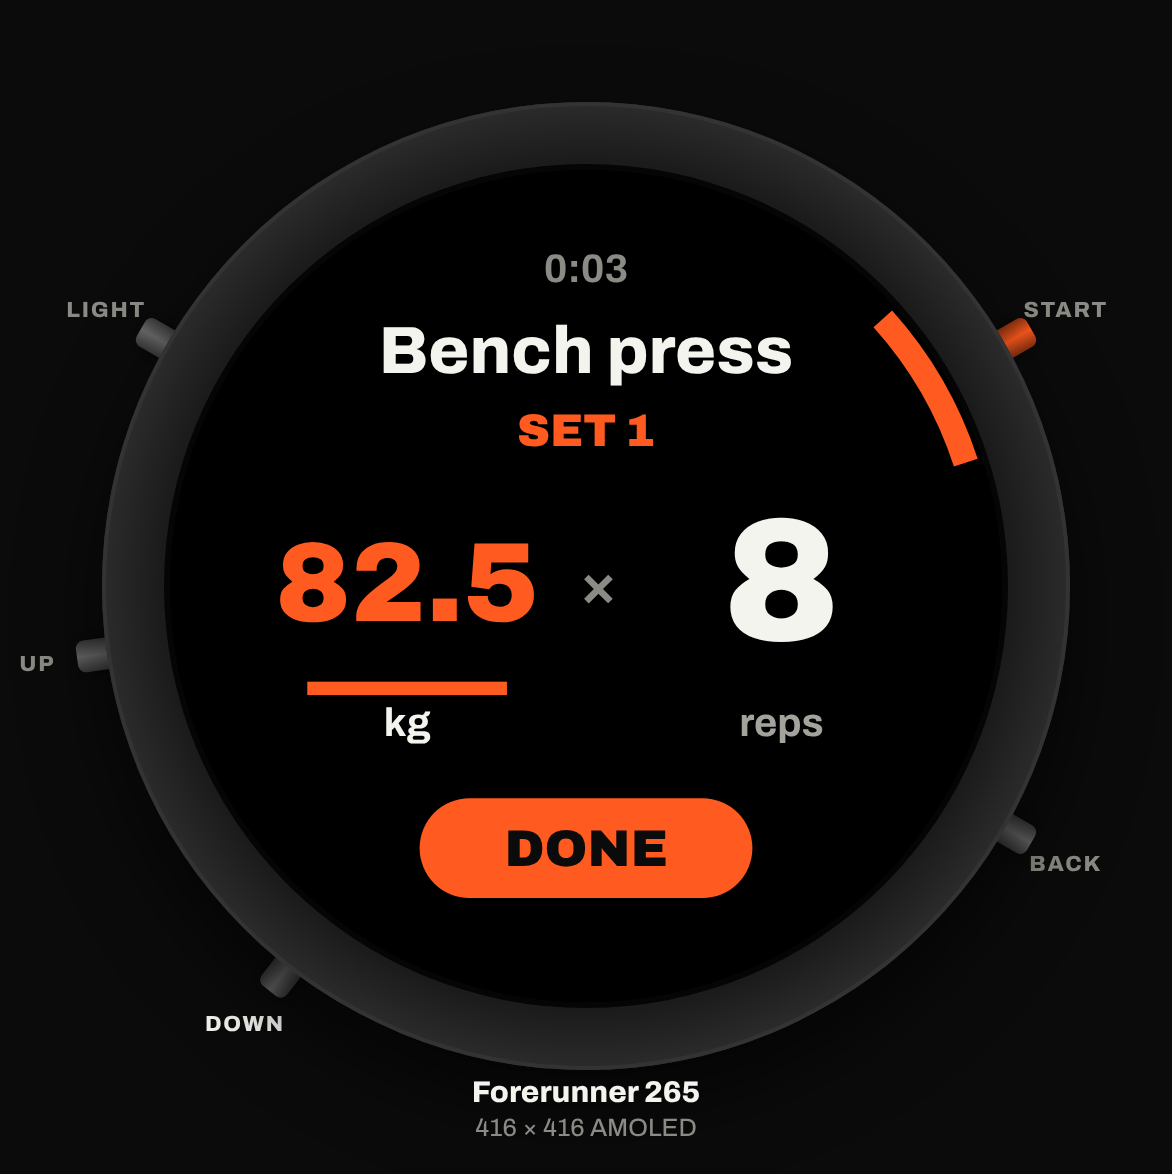 0:03
LIGHT
START
Bench press
SET 1
82.5 × 8
UP
kg
reps
DONE
BACK
DOWN
Forerunner 265
416 × 416 AMOLED